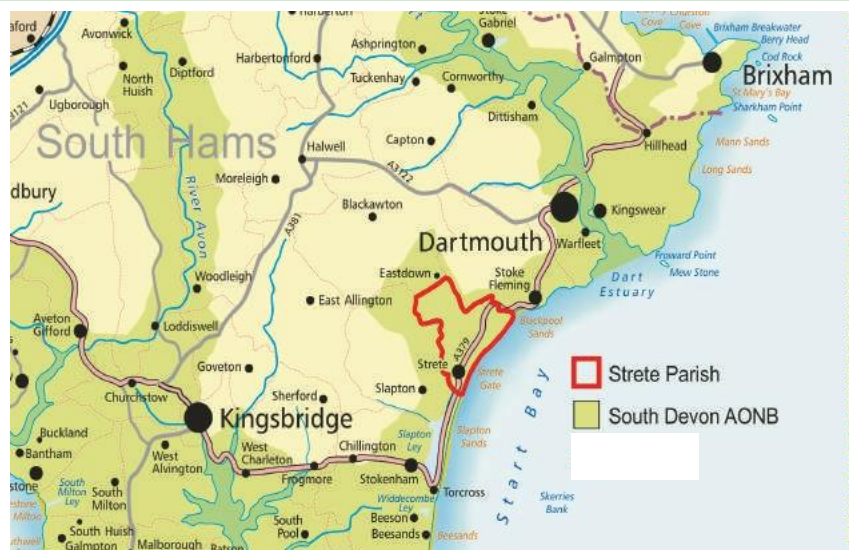 Harberton
Stoke
Gabriel
Cove
Cove
Brixham Breakwater
Berry Head
Avonwick
Ashprington
Galmpton
Cod Rock
Brixham
North
Huish
Diptford
Harbertonford
Tuckenhay
Cornworthy
St Mary's Bay
Sharkham Point
Ugborough
Dittisham
South Hams
Capton
Hillhead
Mann Sands
Halwell
A3122
Long Sands
Moreleigh
dbury
River Avon
A381
Blackawton
Kingswear
Dartmouth
Warfleet
Froward Point
Mew Stone
Eastdown
Stoke
Fleming
Dart
Estuary
Woodleigh
East Allington
Blackpool
Sands
Aveton
Gifford
Loddiswell
A379
Goveton
Strete
Strete
Gate
Strete Parish
Churchstow
Slapton
Sherford
Kingsbridge
South Devon AONB
Start Bay
Slapton
Ley
Slapton
Sands
Buckland
Bantham
West
Alvington
West
Charleton
Chillington
Frogmore
Stokenham
Torcross
South
Milton
Ley
South
Milton
Widdecombe
Ley
Skerries
Bank
South Huish
Galmpton
Malborough
South
Pool
Beeson
Beesands
Beesands